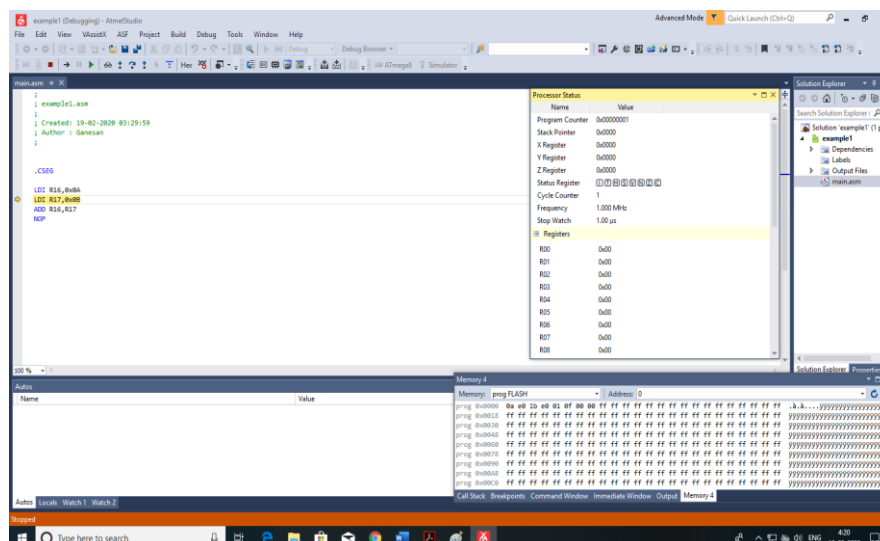 example1 (Debugging) - AtmelStudio
Advanced Mode
Quick Launch (Ctrl+Q)
File Edit View VAssistX ASF Project Build Debug Tools Window Help
Debug
Debug Browser
Hex
ATmega8
Simulator
main.asm
;
; example1.asm
;
; Created: 19-02-2020 03:29:59
; Author : Ganesan
;
.CSEG
LDI R16,0x0A
LDI R17,0x0B
ADD R16,R17
NOP
100 %
Processor Status
Name Value
Program Counter 0x00000001
Stack Pointer 0x0000
X Register 0x0000
Y Register 0x0000
Z Register 0x0000
Status Register I T H S V N Z C
Cycle Counter 1
Frequency 1.000 MHz
Stop Watch 1.00 µs
Registers
R00 0x00
R01 0x00
R02 0x00
R03 0x00
R04 0x00
R05 0x00
R06 0x00
R07 0x00
R08 0x00
Solution Explorer
Search Solution Explorer (
Solution 'example1' (1 p
example1
Dependencies
Labels
Output Files
main.asm
Solution Explorer Properties
Autos
Name Value
Autos Locals Watch 1 Watch 2
Memory 4
Memory: prog FLASH Address: 0
prog 0x0000 0a e0 1b e0 01 0f 00 00 ff ff ff ff ff ff ff ff ff ff ff ff ff ff ff ff
prog 0x0018 ff ff ff ff ff ff ff ff ff ff ff ff ff ff ff ff ff ff ff ff ff ff ff ff
prog 0x0030 ff ff ff ff ff ff ff ff ff ff ff ff ff ff ff ff ff ff ff ff ff ff ff ff
prog 0x0048 ff ff ff ff ff ff ff ff ff ff ff ff ff ff ff ff ff ff ff ff ff ff ff ff
prog 0x0060 ff ff ff ff ff ff ff ff ff ff ff ff ff ff ff ff ff ff ff ff ff ff ff ff
prog 0x0078 ff ff ff ff ff ff ff ff ff ff ff ff ff ff ff ff ff ff ff ff ff ff ff ff
prog 0x0090 ff ff ff ff ff ff ff ff ff ff ff ff ff ff ff ff ff ff ff ff ff ff ff ff
prog 0x00A8 ff ff ff ff ff ff ff ff ff ff ff ff ff ff ff ff ff ff ff ff ff ff ff ff
prog 0x00C0 ff ff ff ff ff ff ff ff ff ff ff ff ff ff ff ff ff ff ff ff ff ff ff ff
Call Stack Breakpoints Command Window Immediate Window Output Memory 4
Stopped
Type here to search
ENG
4:20